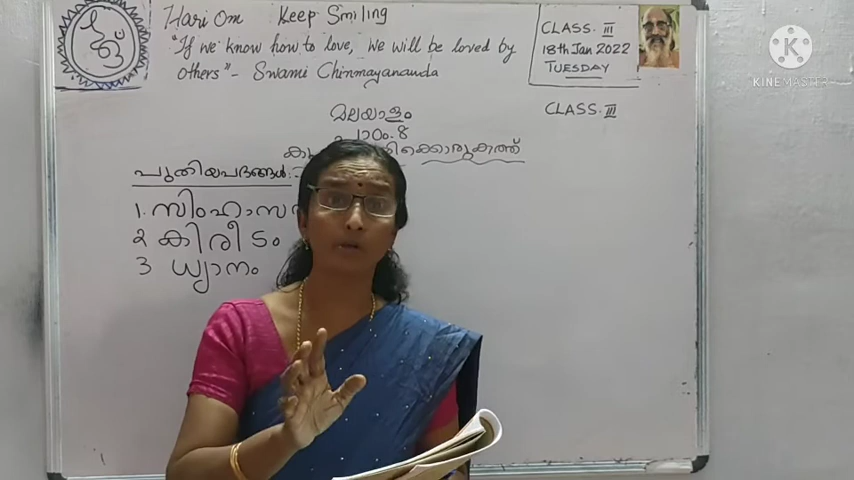 Hari Om Keep Smiling
"If we know how to love, we will be loved by
others" - Swami Chinmayananda
CLASS. III
18th Jan 2022
TUESDAY
CLASS. III
മലയാളം
പാഠം. 8
പുതിയപദങ്ങൾ:-
1. സിംഹാസ
2 കിരീടം
3 ധ്യാനം
KINEMASTER